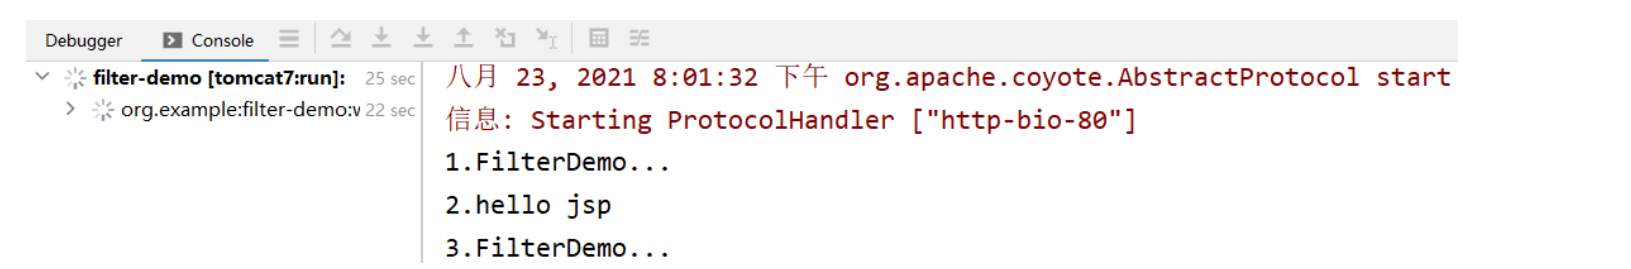 Debugger
Console
filter-demo [tomcat7:run]: 25 sec
org.example:filter-demo:v 22 sec
八月 23, 2021 8:01:32 下午 org.apache.coyote.AbstractProtocol start
信息: Starting ProtocolHandler ["http-bio-80"]
1.FilterDemo...
2.hello jsp
3.FilterDemo...